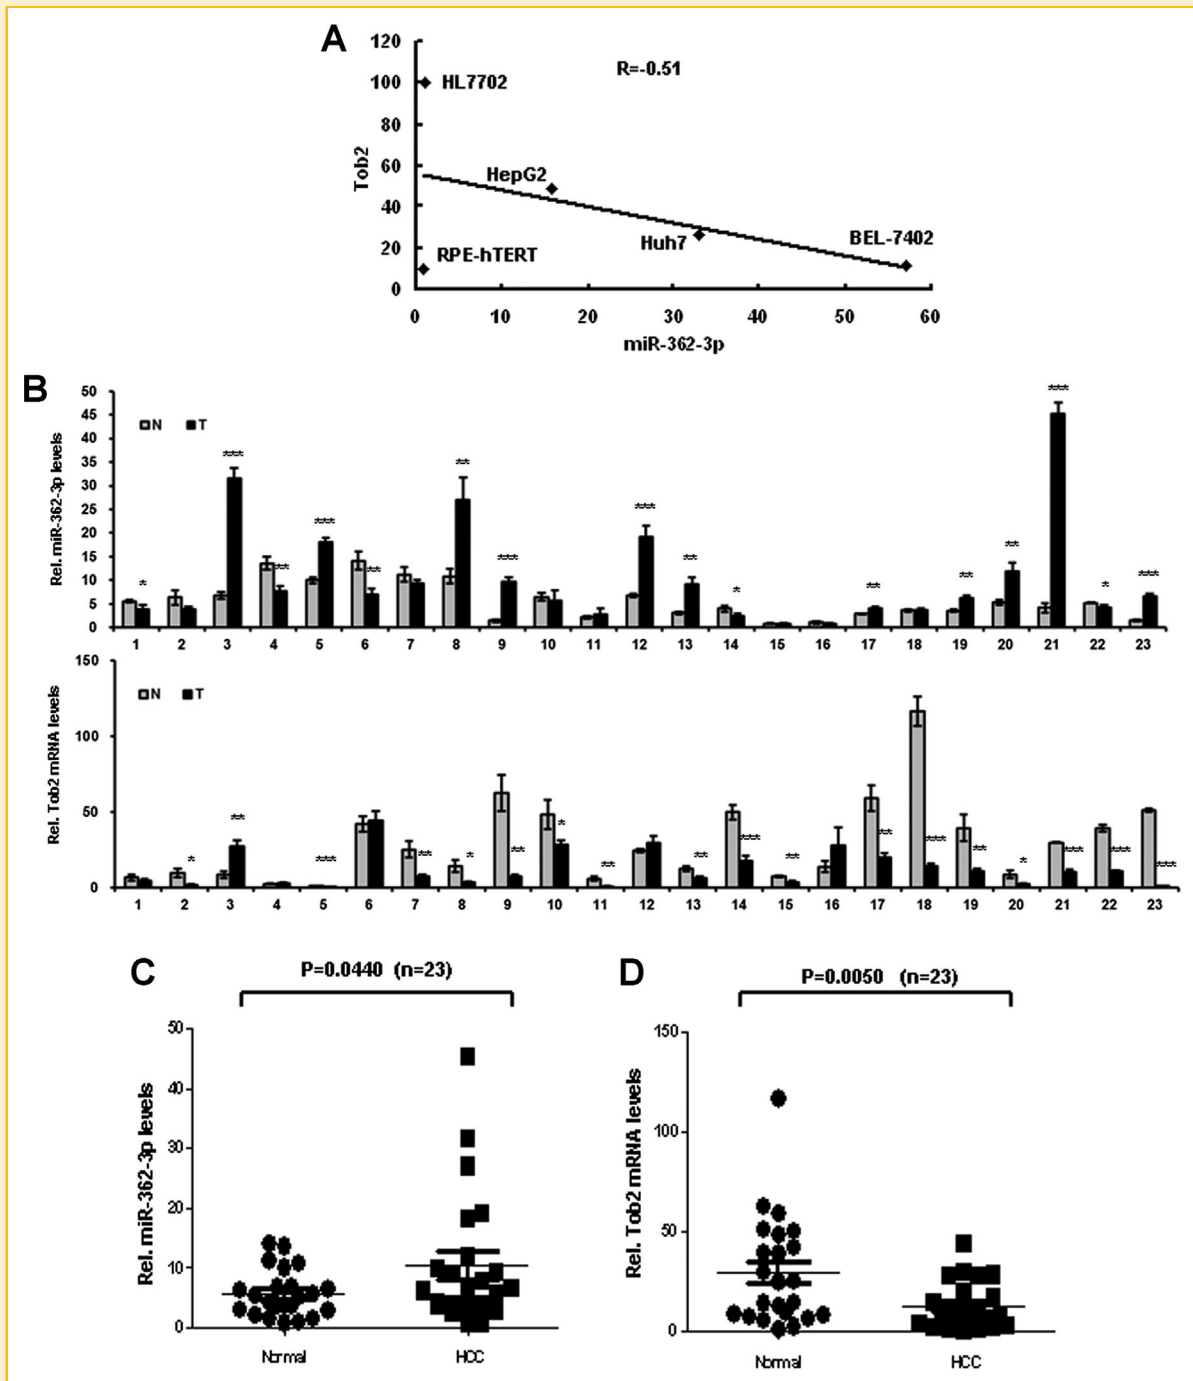 A
120
100
80
60
40
20
0
Tob2
R=-0.51
HL7702
HepG2
Huh7
BEL-7402
RPE-hTERT
0 10 20 30 40 50 60
miR-362-3p
B
50
45
40
35
30
25
20
15
10
5
0
Rel. miR-362-3p levels
N T
* *** ** *** ** ** *** *** ** * ** ** ** *** * ***
1 2 3 4 5 6 7 8 9 10 11 12 13 14 15 16 17 18 19 20 21 22 23
150
100
50
0
Rel. Tob2 mRNA levels
N T
* ** *** ** * ** * ** ** *** ** ** *** ** * *** *** ***
1 2 3 4 5 6 7 8 9 10 11 12 13 14 15 16 17 18 19 20 21 22 23
C
P=0.0440 (n=23)
50
40
30
20
10
0
Rel. miR-362-3p levels
Normal HCC
D
P=0.0050 (n=23)
150
100
50
0
Rel. Tob2 mRNA levels
Normal HCC